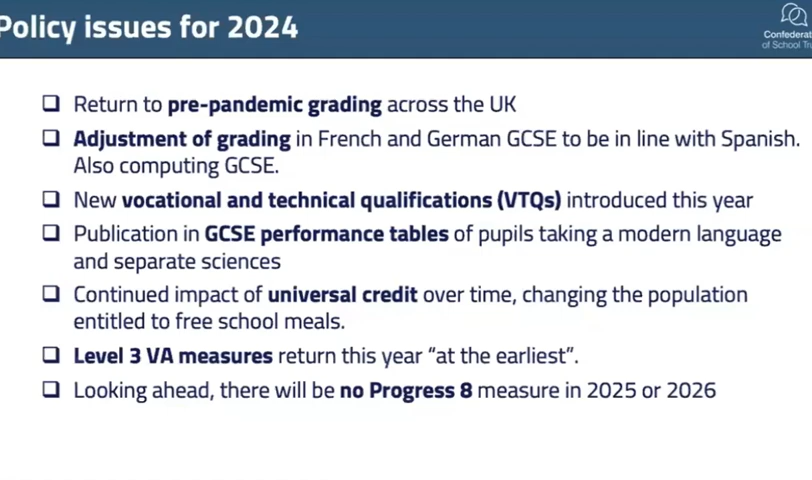 Policy issues for 2024
Confederat
of School Tru
❑ Return to pre-pandemic grading across the UK
❑ Adjustment of grading in French and German GCSE to be in line with Spanish.
Also computing GCSE.
❑ New vocational and technical qualifications (VTQs) introduced this year
❑ Publication in GCSE performance tables of pupils taking a modern language
and separate sciences
❑ Continued impact of universal credit over time, changing the population
entitled to free school meals.
❑ Level 3 VA measures return this year “at the earliest”.
❑ Looking ahead, there will be no Progress 8 measure in 2025 or 2026